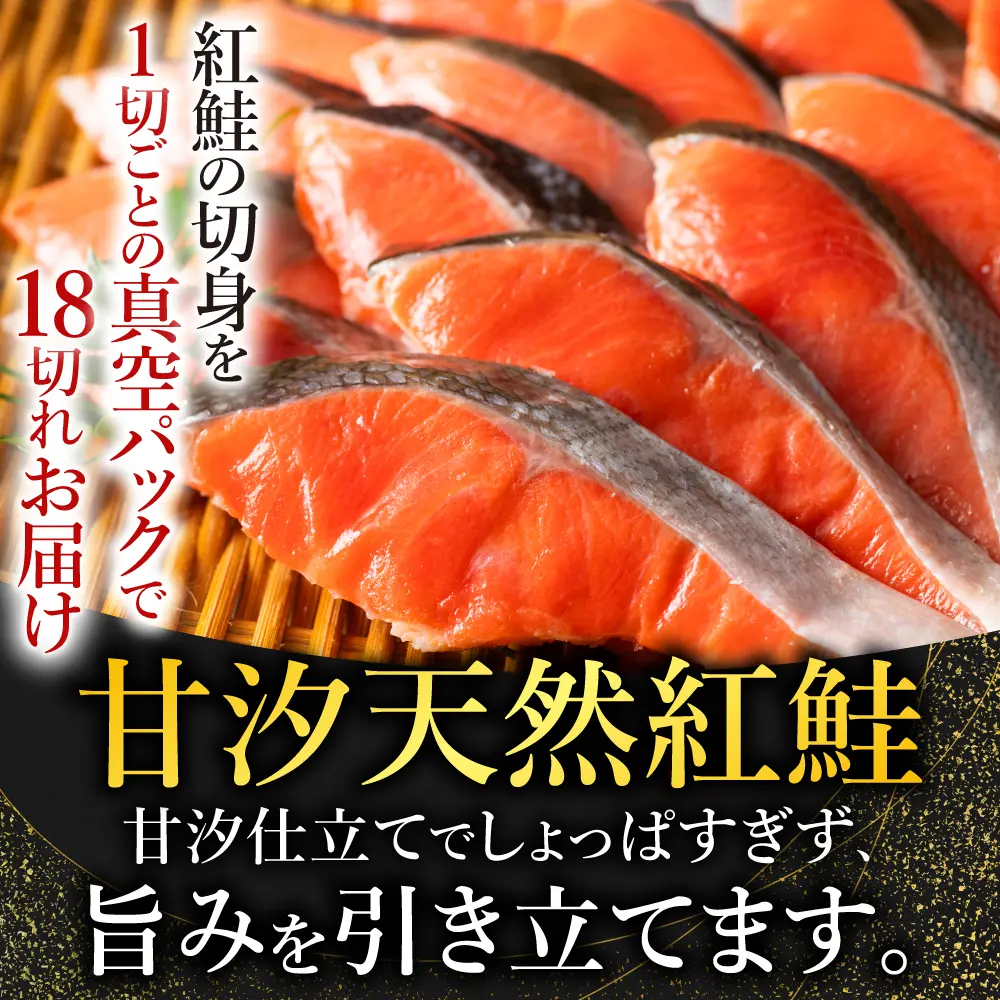 紅鮭の切身を
1切ごとの真空パックで
18切れお届け
甘汐天然紅鮭
甘汐仕立てでしょっぱすぎず、
旨みを引き立てます。